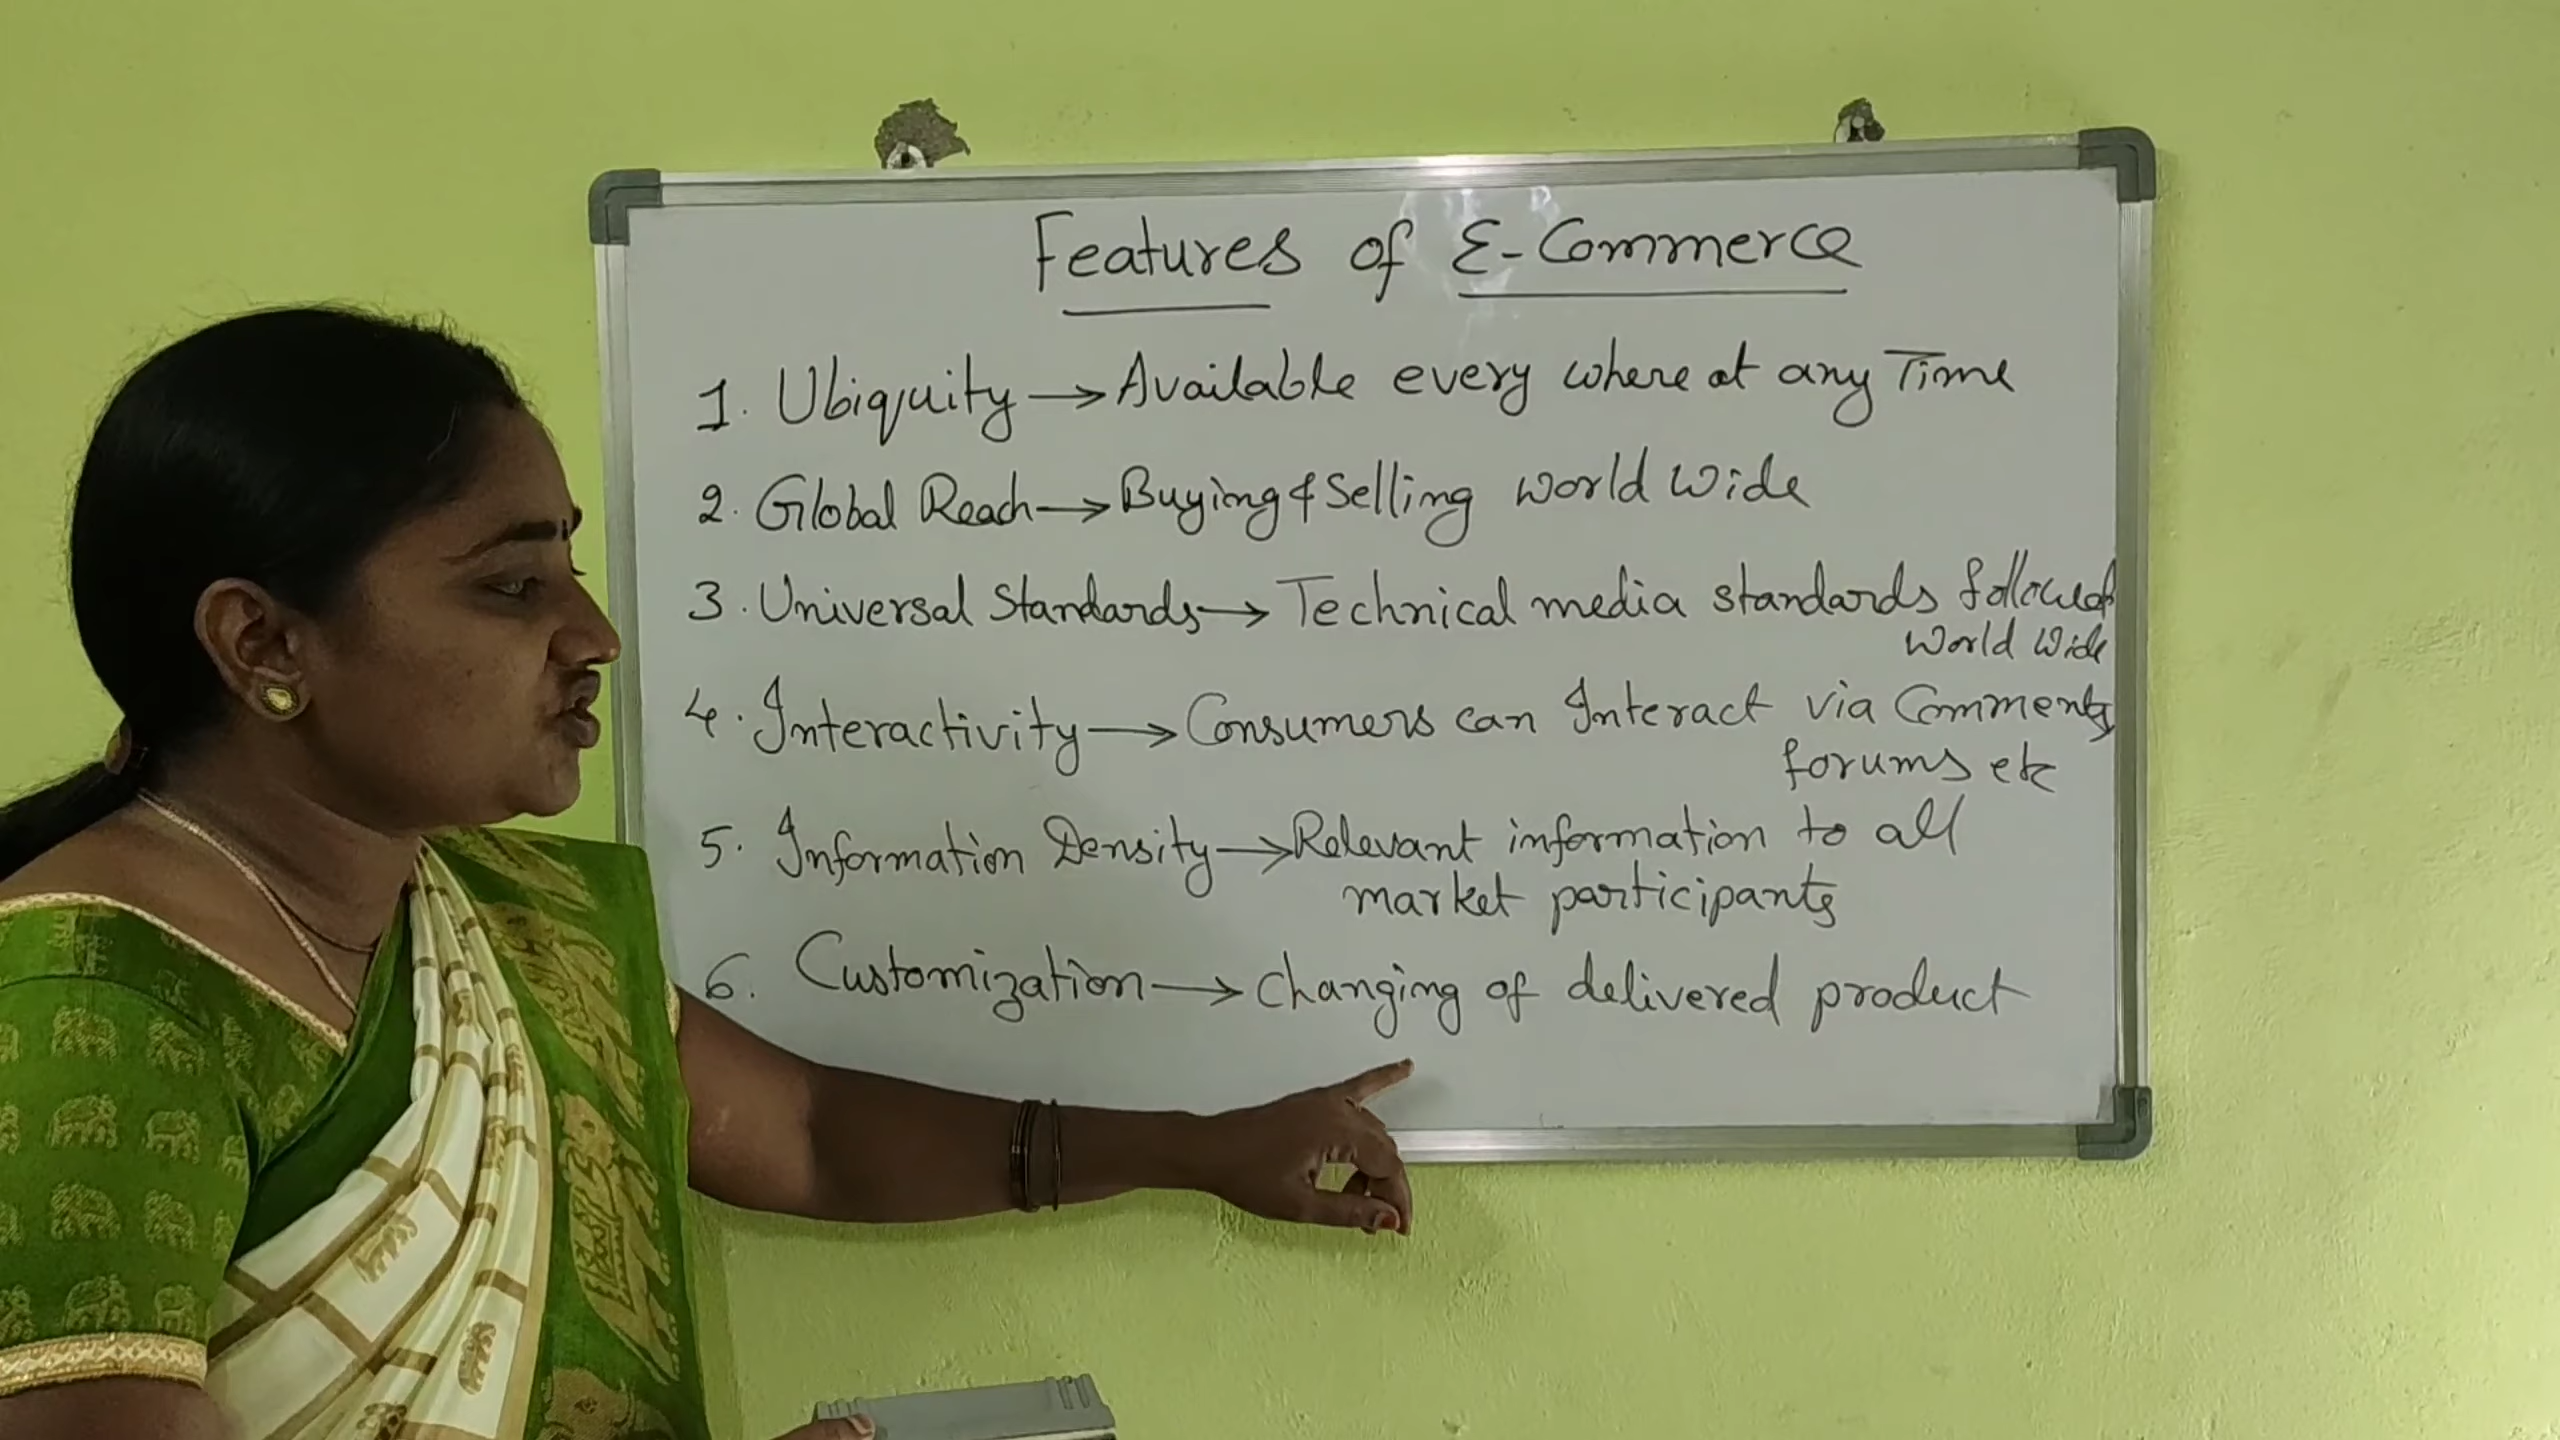 Features of E-Commerce
1. Ubiquity → Available every where at any Time
2. Global Reach → Buying & Selling world wide
3. Universal Standards → Technical media standards followed
world wide
4. Interactivity → Consumers can Interact via Comments
forums etc
5. Information Density → Relevant information to all
market participants
6. Customization → Changing of delivered product